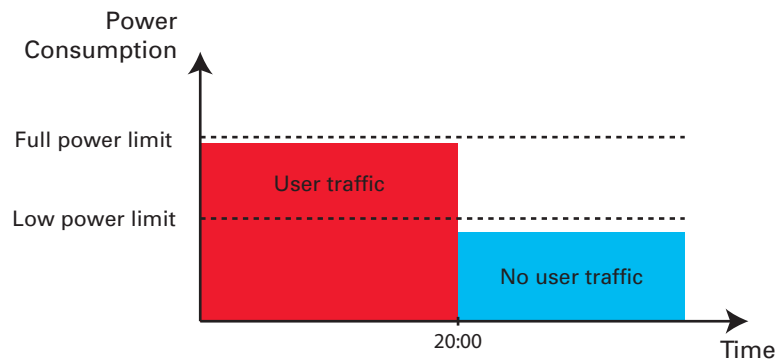 Power
Consumption
Full power limit
User traffic
Low power limit
No user traffic
20:00
Time